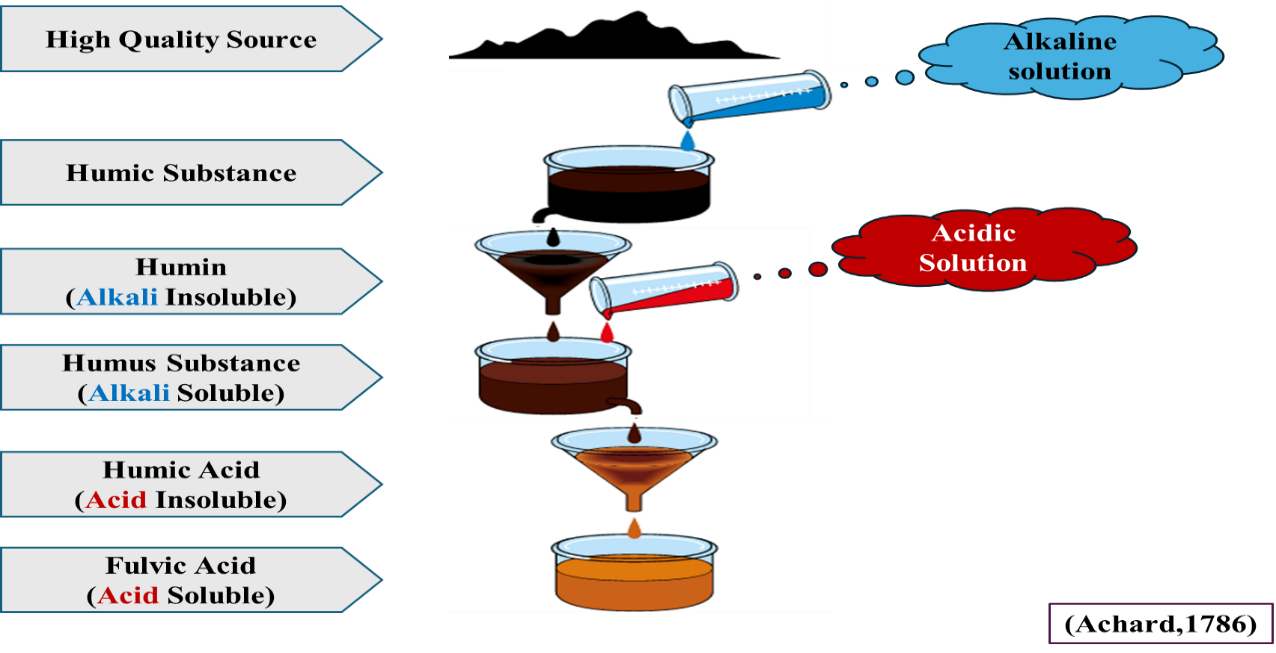 High Quality Source
Alkaline
solution
Humic Substance
Acidic
Solution
Humin
(Alkali Insoluble)
Humus Substance
(Alkali Soluble)
Humic Acid
(Acid Insoluble)
Fulvic Acid
(Acid Soluble)
(Achard,1786)